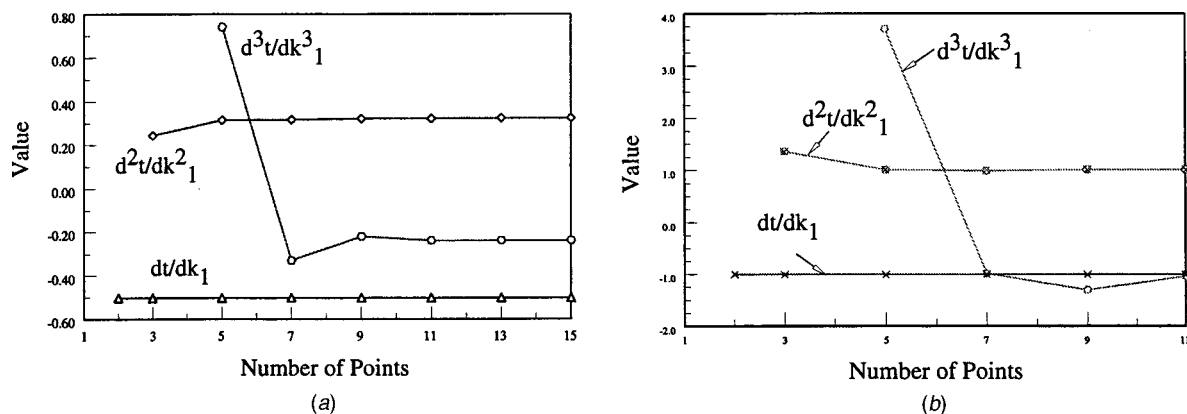 0.80
0.60
0.40
0.20
0.00
-0.20
-0.40
-0.60
Value
d³t/dk³₁
d²t/dk²₁
dt/dk₁
1 3 5 7 9 11 13 15
Number of Points
(a)
4.0
3.0
2.0
1.0
0.0
-1.0
-2.0
Value
d³t/dk³₁
d²t/dk²₁
dt/dk₁
1 3 5 7 9 11
Number of Points
(b)